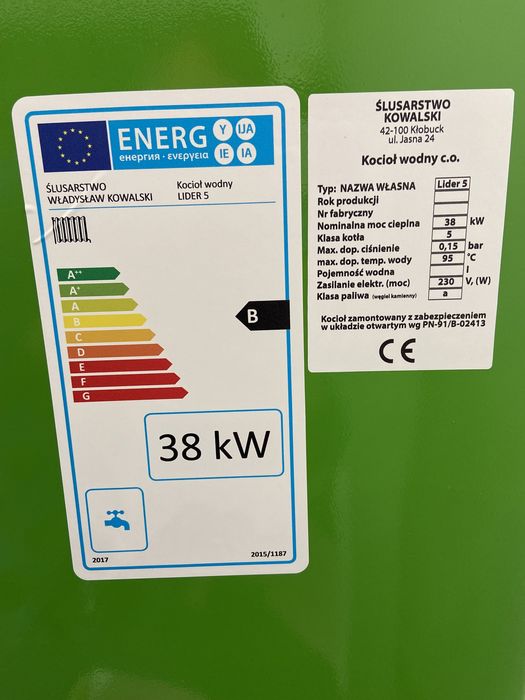 ENERG Y IJA IE IA
енергия · ενεργεια
ŚLUSARSTWO
WŁADYSŁAW KOWALSKI
Kocioł wodny
LIDER 5
A++
A+
A
B
C
D
E
F
G
B
38 kW
2017
2015/1187
ŚLUSARSTWO
KOWALSKI
42-100 Kłobuck
ul. Jasna 24
Kocioł wodny c.o.
Typ: NAZWA WŁASNA Lider 5
Rok produkcji
Nr fabryczny
Nominalna moc cieplna 38 kW
Klasa kotła 5
Max. dop. ciśnienie 0,15 bar
max. dop. temp. wody 95 °C
Pojemność wodna l
Zasilanie elektr. (moc) 230 V, (W)
Klasa paliwa (węgiel kamienny) a
Kocioł zamontowany z zabezpieczeniem
w układzie otwartym wg PN-91/B-02413
CE